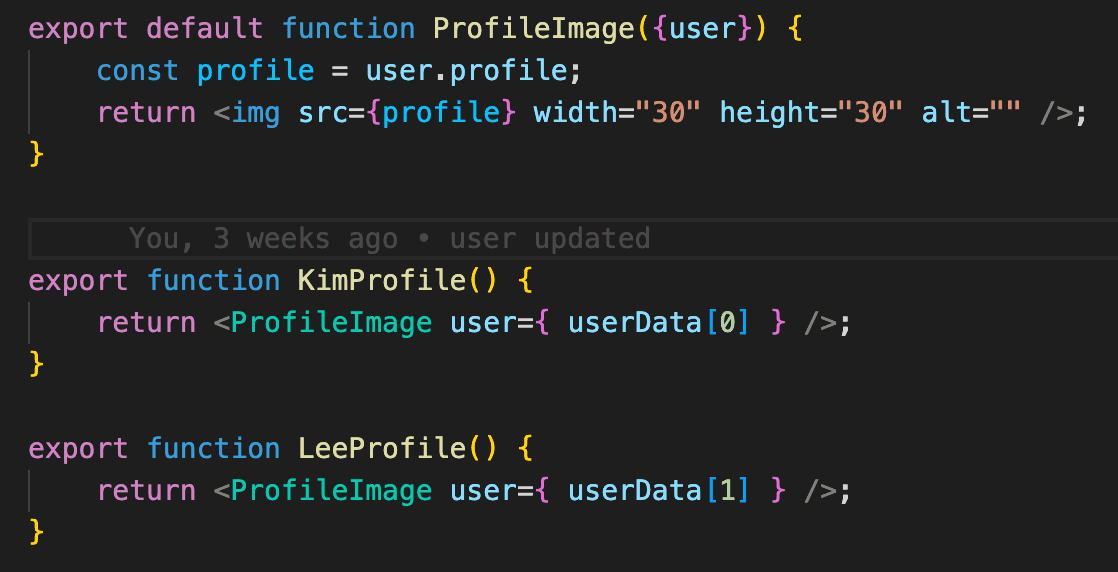 export default function ProfileImage({user}) {
    const profile = user.profile;
    return <img src={profile} width="30" height="30" alt="" />;
}
You, 3 weeks ago • user updated
export function KimProfile() {
    return <ProfileImage user={ userData[0] } />;
}
export function LeeProfile() {
    return <ProfileImage user={ userData[1] } />;
}